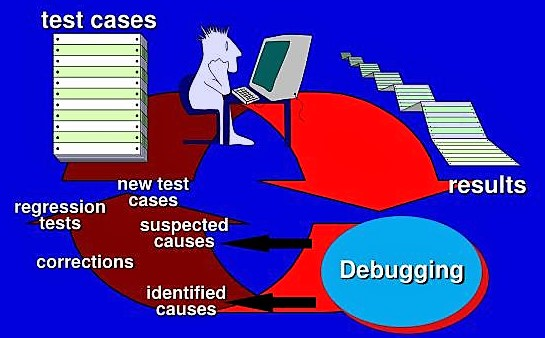 test cases
results
new test
cases
regression
tests
suspected
causes
corrections
identified
causes
Debugging